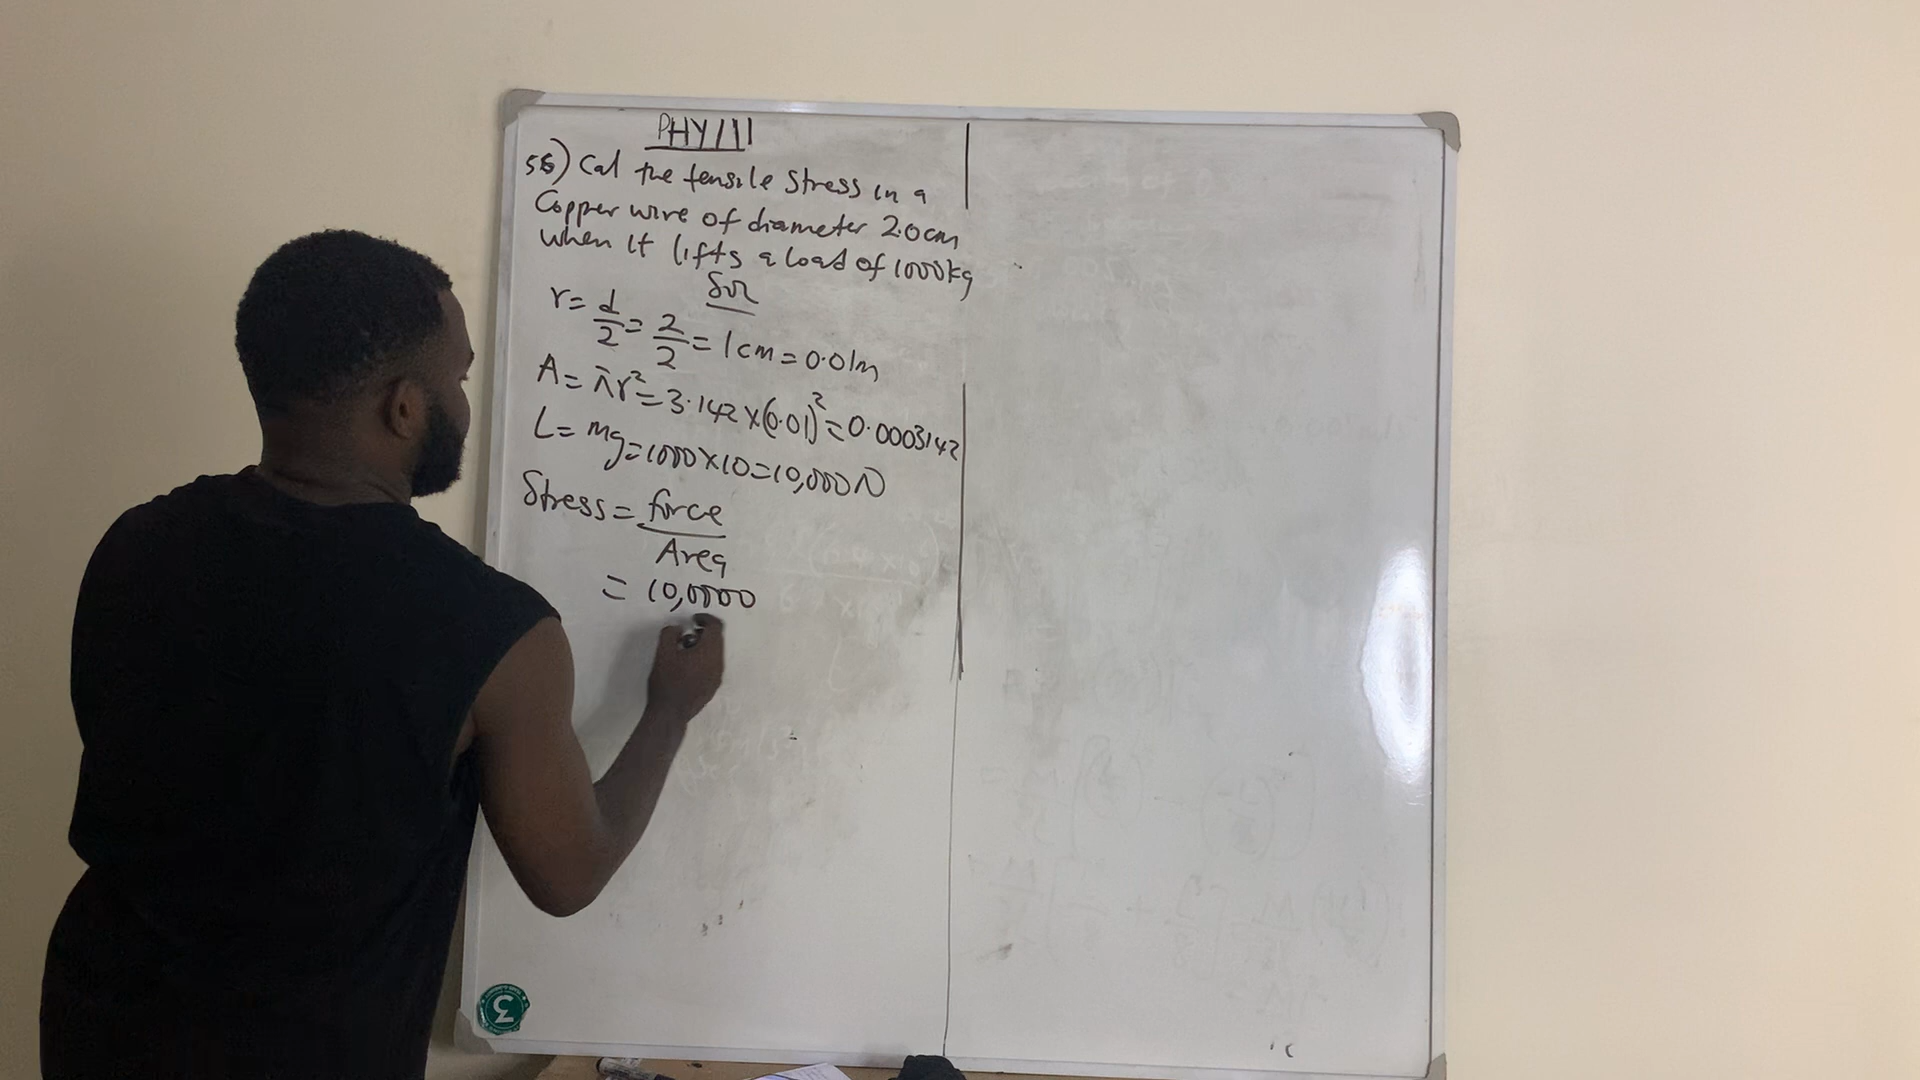 PHY111
56) Cal the tensile stress in a
Copper wire of diameter 2.0cm
when it lifts a load of 1000kg
Sol
r = d/2 = 2/2 = 1cm = 0.01m
A = πr² = 3.142 x (0.01)² = 0.0003142
L = mg = 1000 x 10 = 10,000N
Stress = force
Area
= 10,0000